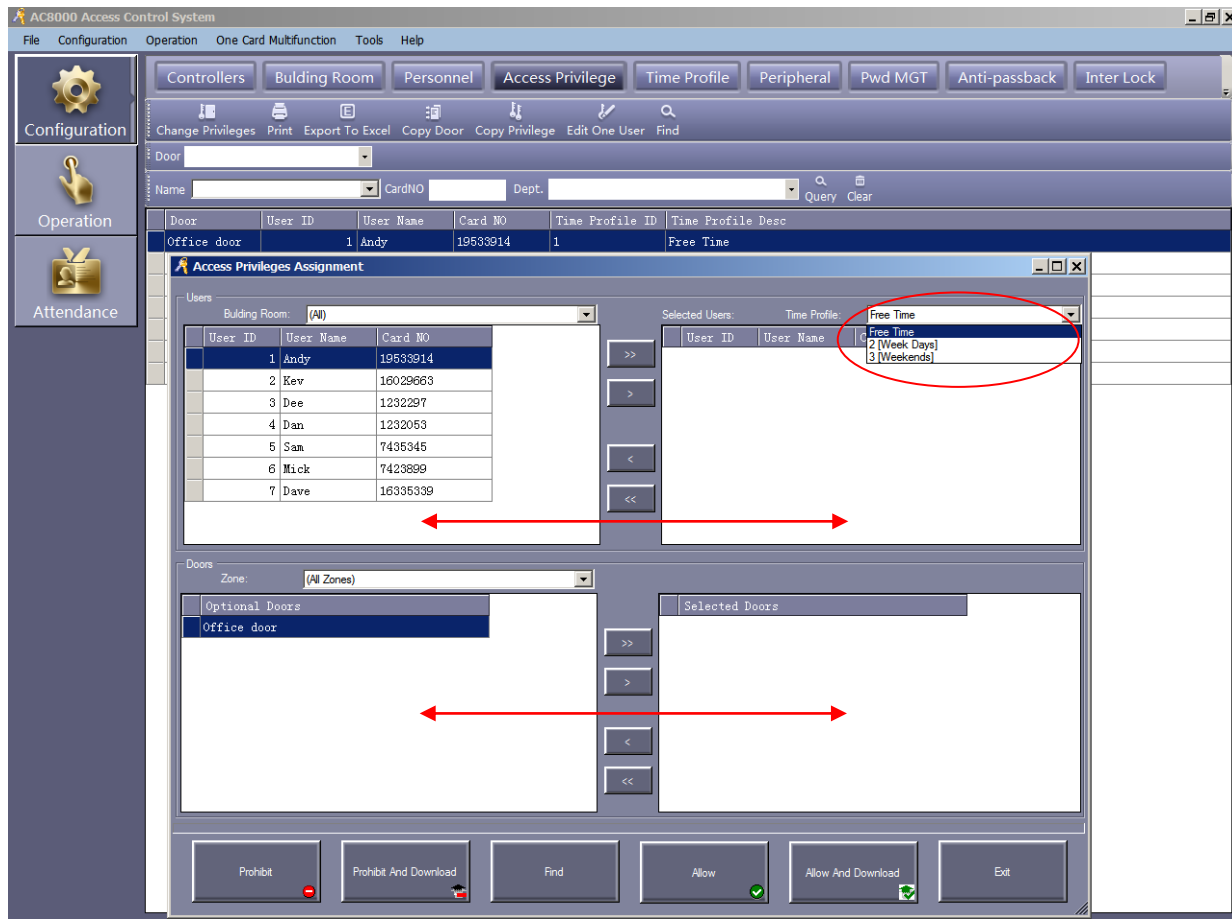 AC8000 Access Control System
File Configuration Operation One Card Multifunction Tools Help
Controllers Bulding Room Personnel Access Privilege Time Profile Peripheral Pwd MGT Anti-passback Inter Lock
Configuration
Change Privileges Print Export To Excel Copy Door Copy Privilege Edit One User Find
Door
Name CardNO Dept. Query Clear
Operation
Door User ID User Name Card NO Time Profile ID Time Profile Desc
Office door 1 Andy 19533914 1 Free Time
Attendance
Access Privileges Assignment
Users
Bulding Room: (All) Selected Users: Time Profile: Free Time
Free Time
2 [Week Days]
3 [Weekends]
User ID User Name Card NO >> User ID User Name C
1 Andy 19533914
2 Kev 16029663
3 Dee 1232297 >
4 Dan 1232053
5 Sam 7435345 <
6 Mick 7423899
7 Dave 16335339 <<
Doors
Zone: (All Zones)
Optional Doors Selected Doors
Office door
>>
>
<
<<
Prohibit Prohibit And Download Find Allow Allow And Download Exit